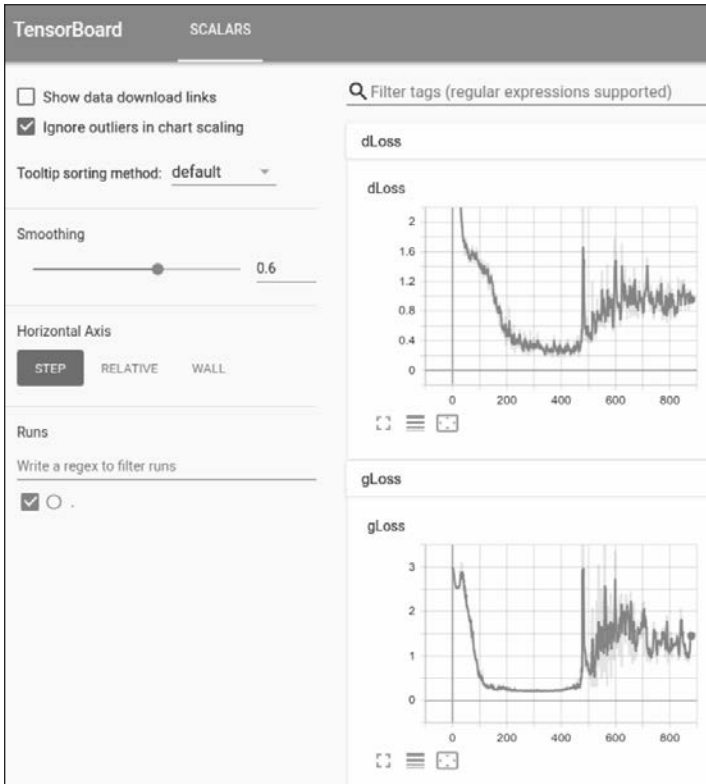 TensorBoard SCALARS
Show data download links
Ignore outliers in chart scaling
Tooltip sorting method: default
Smoothing
0.6
Horizontal Axis
STEP RELATIVE WALL
Runs
Write a regex to filter runs
.
Filter tags (regular expressions supported)
dLoss
dLoss
2
1.6
1.2
0.8
0.4
0
0 200 400 600 800
gLoss
gLoss
3
2
1
0
0 200 400 600 800